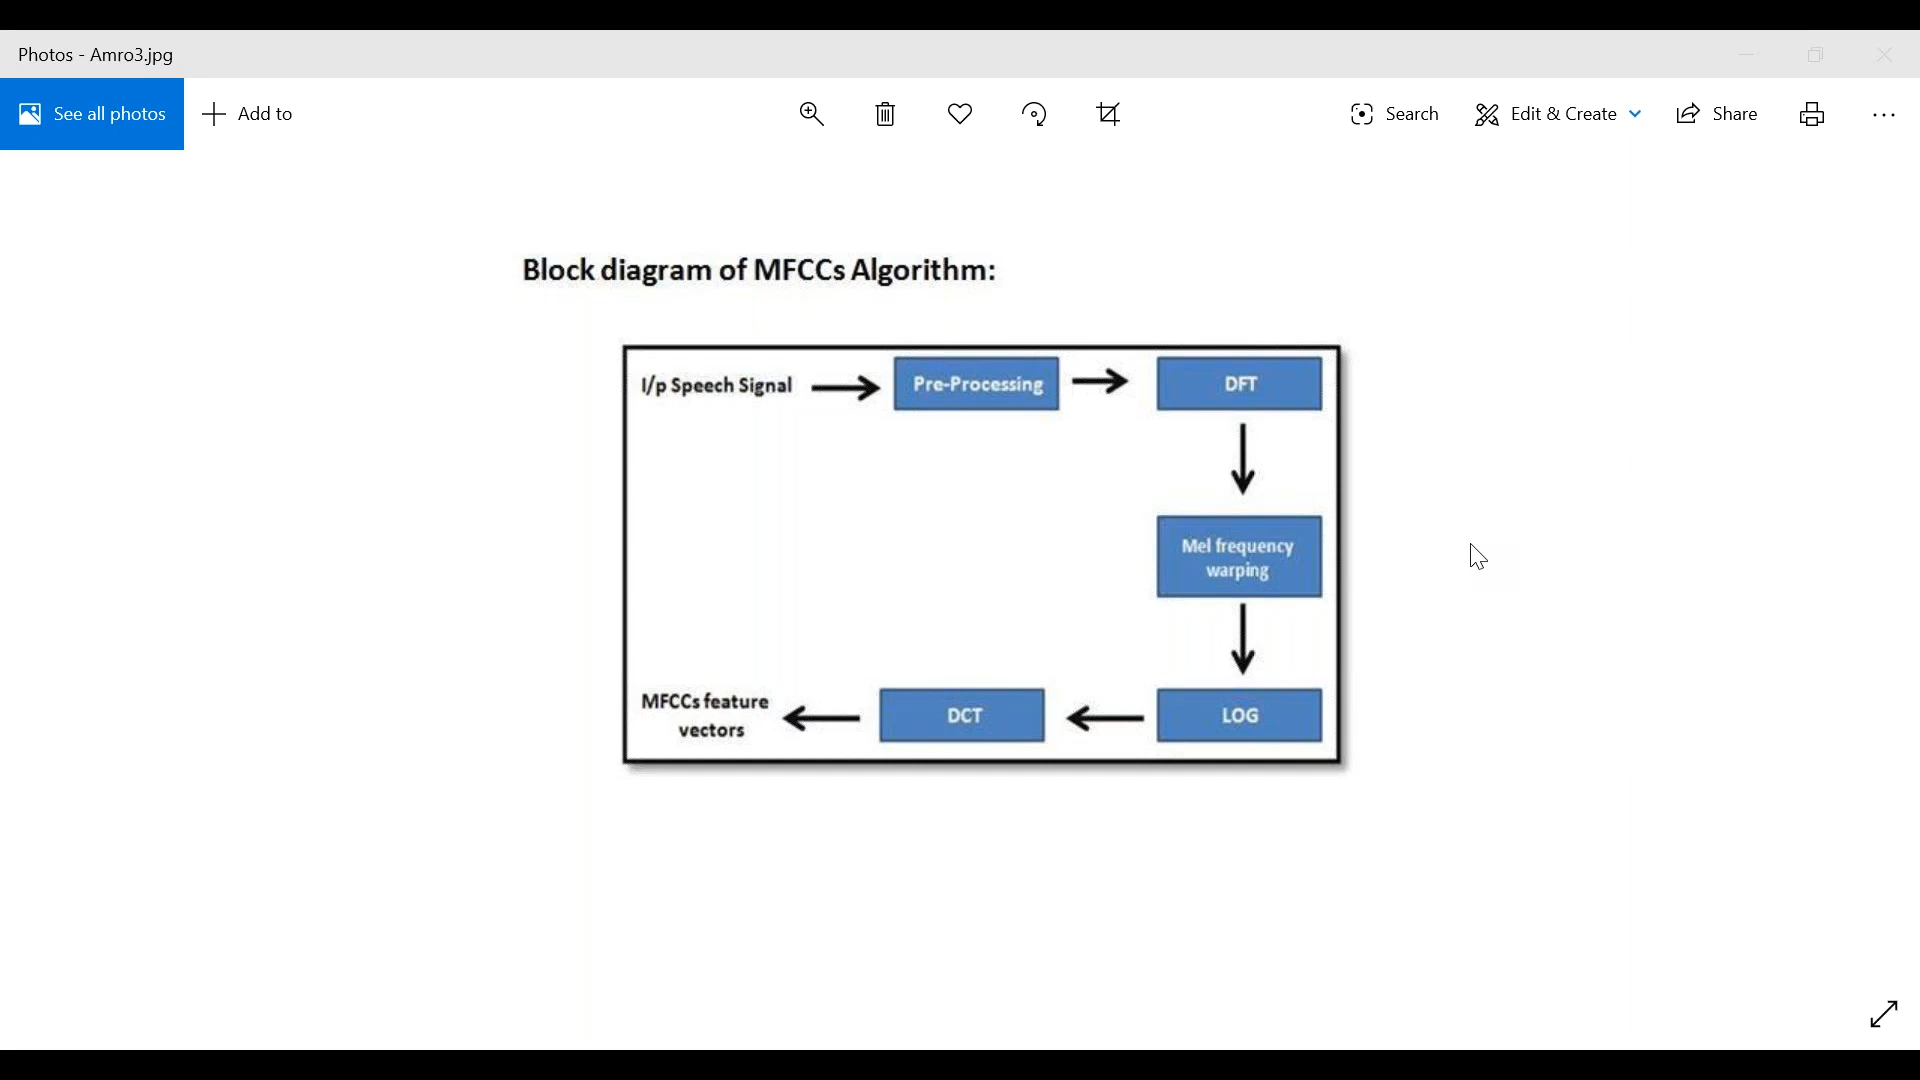 Photos - Amro3.jpg
See all photos
Add to
Search
Edit & Create
Share
Block diagram of MFCCs Algorithm:
I/p Speech Signal
Pre-Processing
DFT
Mel frequency
warping
LOG
DCT
MFCCs feature
vectors